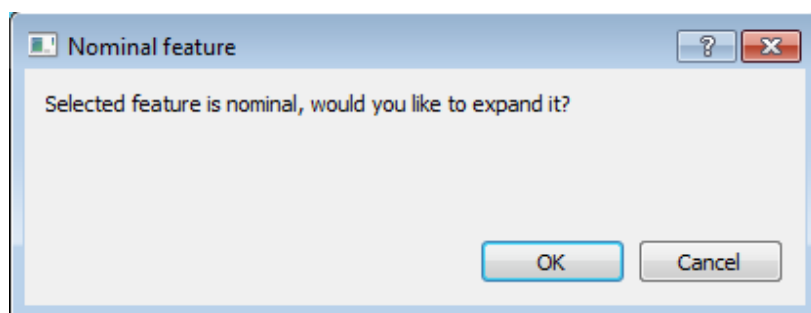 Nominal feature
?
Selected feature is nominal, would you like to expand it?
OK Cancel